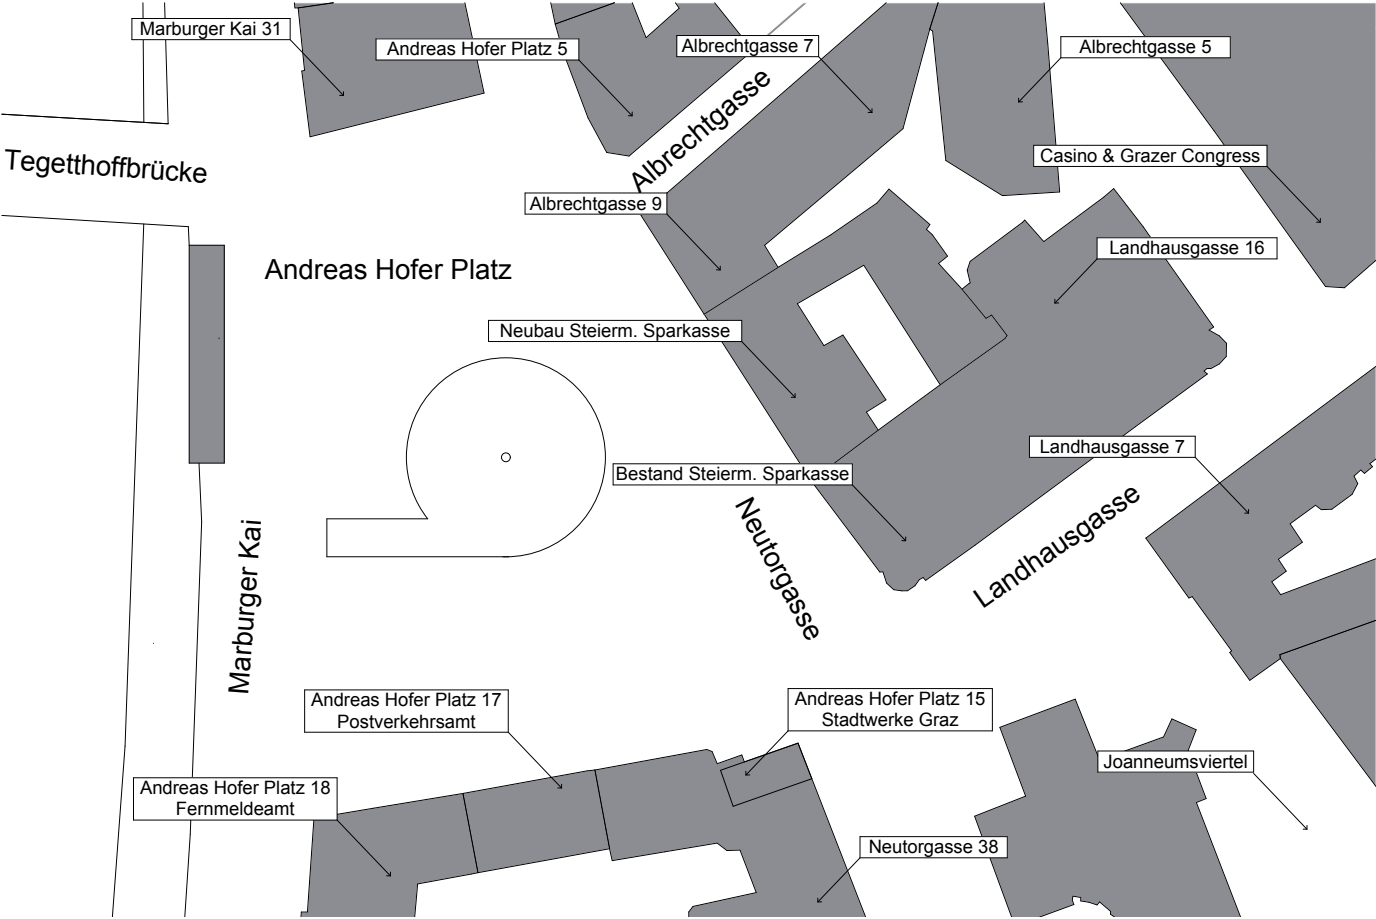 Marburger Kai 31
Andreas Hofer Platz 5
Albrechtgasse 7
Albrechtgasse 5
Albrechtgasse
Casino & Grazer Congress
Tegetthoffbrücke
Albrechtgasse 9
Landhausgasse 16
Andreas Hofer Platz
Neubau Steierm. Sparkasse
Landhausgasse 7
Bestand Steierm. Sparkasse
Neutorgasse
Landhausgasse
Marburger Kai
Andreas Hofer Platz 17
Postverkehrsamt
Andreas Hofer Platz 15
Stadtwerke Graz
Joanneumsviertel
Andreas Hofer Platz 18
Fernmeldeamt
Neutorgasse 38